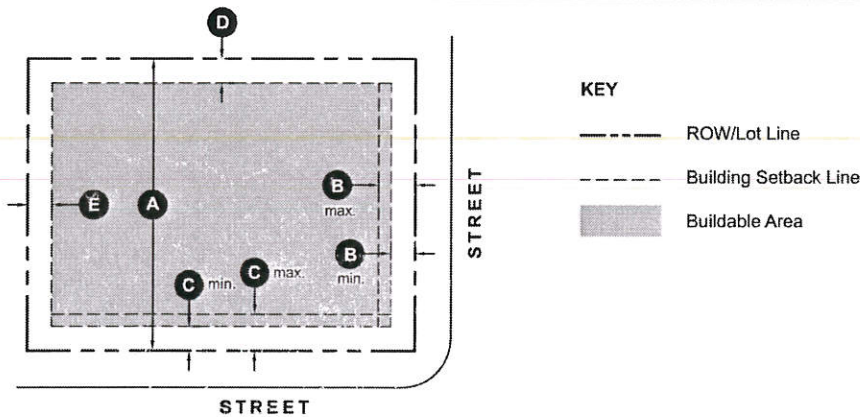 D
KEY
ROW/Lot Line
Building Setback Line
Buildable Area
B
max.
E
A
B
min.
C min.
C max.
STREET
STREET